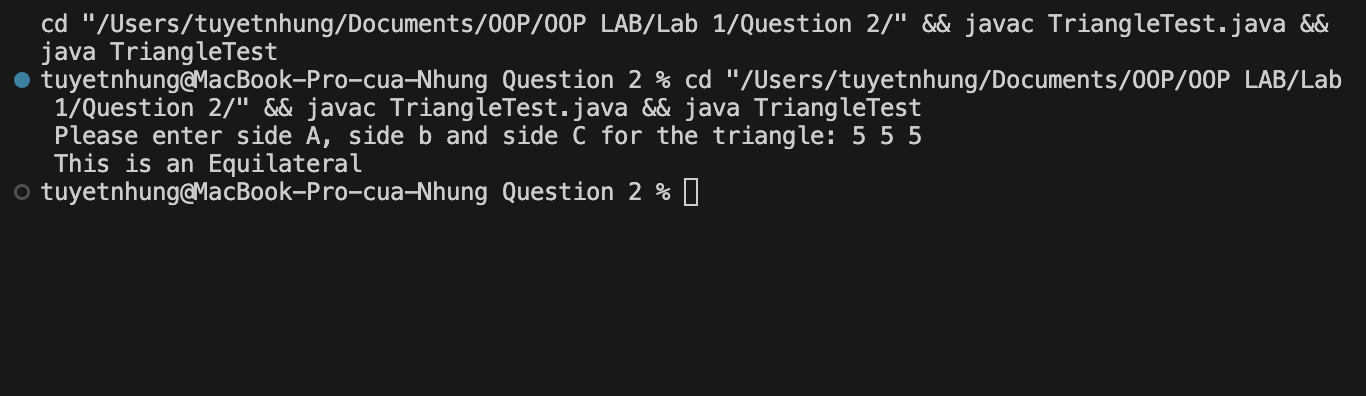 cd "/Users/tuyetnhung/Documents/OOP/OOP LAB/Lab 1/Question 2/" && javac TriangleTest.java &&
java TriangleTest
tuyetnhung@MacBook-Pro-cua-Nhung Question 2 % cd "/Users/tuyetnhung/Documents/OOP/OOP LAB/Lab
1/Question 2/" && javac TriangleTest.java && java TriangleTest
Please enter side A, side b and side C for the triangle: 5 5 5
This is an Equilateral
tuyetnhung@MacBook-Pro-cua-Nhung Question 2 %